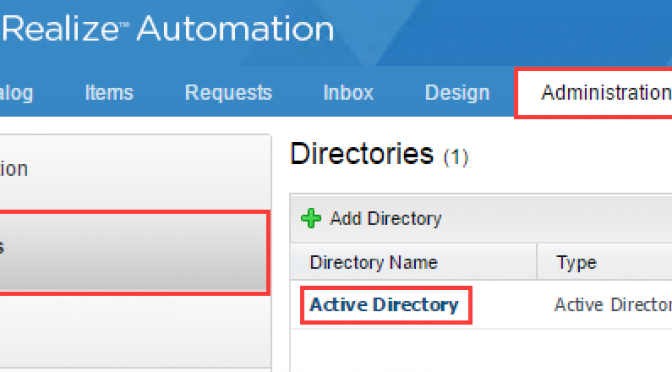 Realize™ Automation
alog Items Requests Inbox Design Administration
tion
s
Directories (1)
Add Directory
Directory Name Type
Active Directory Active Director